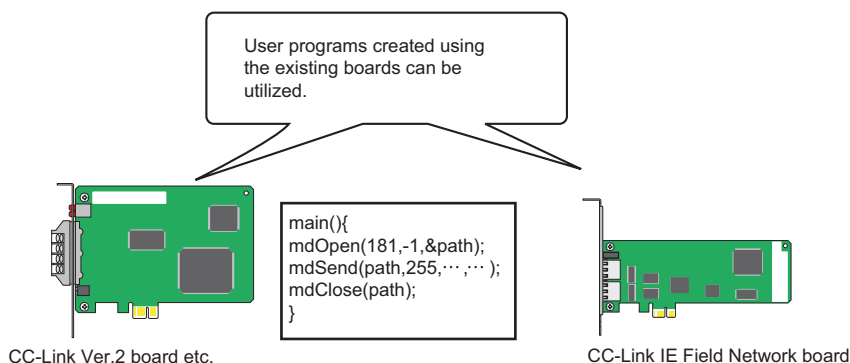 User programs created using
the existing boards can be
utilized.
main(){
mdOpen(181,-1,&path);
mdSend(path,255,··· ,··· );
mdClose(path);
}
CC-Link Ver.2 board etc.
CC-Link IE Field Network board